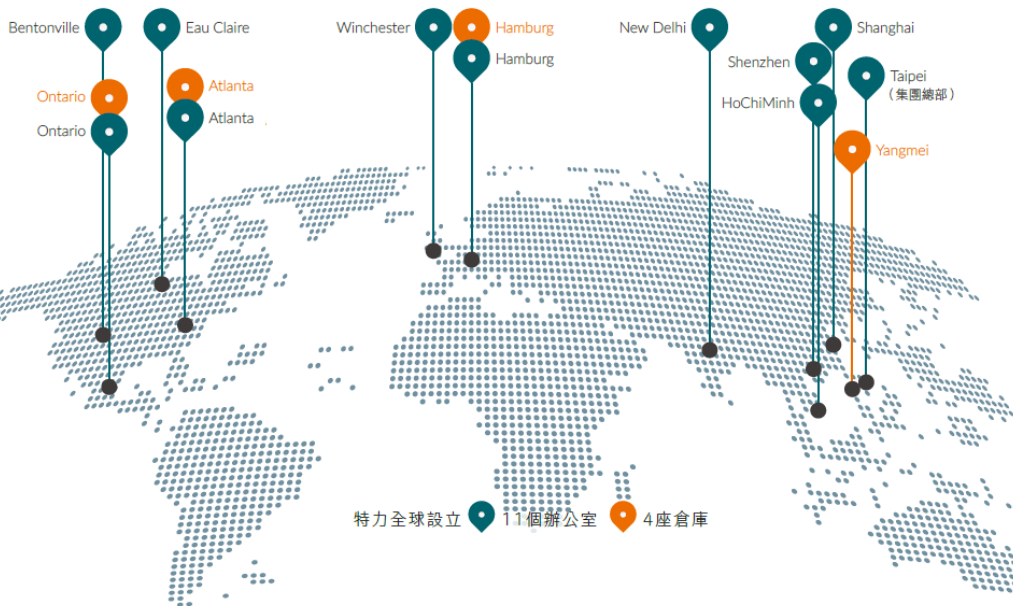 Bentonville
Eau Claire
Winchester
Hamburg
Hamburg
New Delhi
Shanghai
Shenzhen
Taipei
(集團總部)
HoChiMinh
Ontario
Ontario
Atlanta
Atlanta
Yangmei
特力全球設立 11個辦公室 4座倉庫